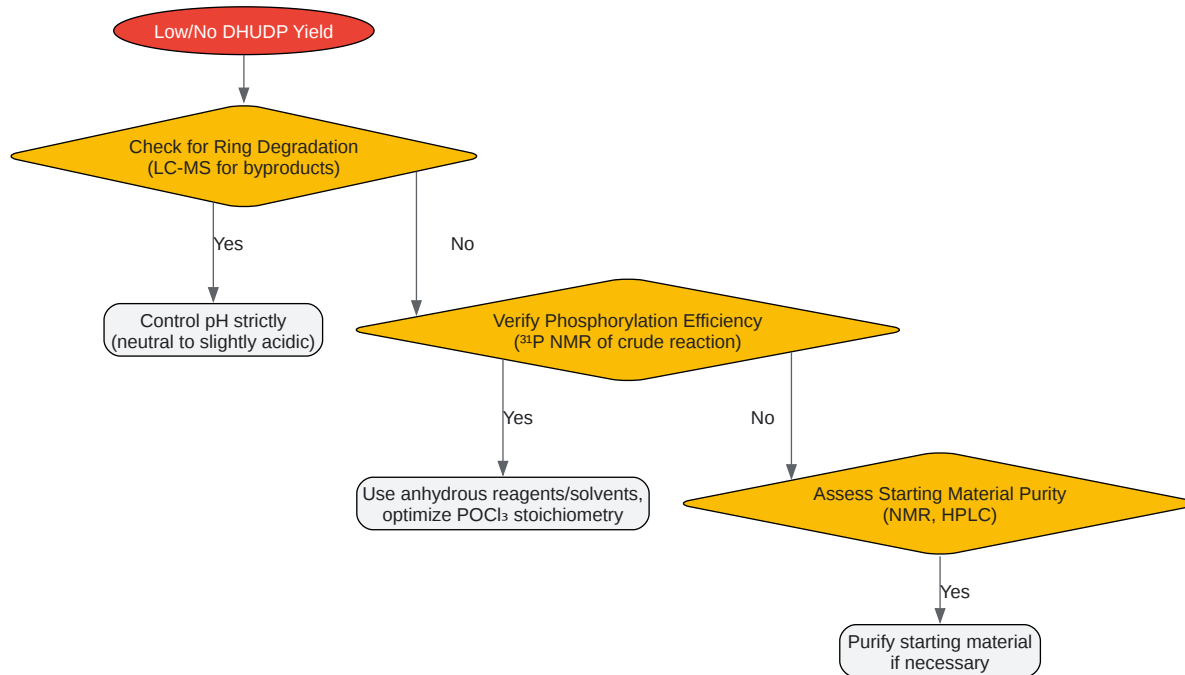 Low/No DHUDP Yield
Check for Ring Degradation
(LC-MS for byproducts)
Yes
No
Control pH strictly
(neutral to slightly acidic)
Verify Phosphorylation Efficiency
(³¹P NMR of crude reaction)
Yes
No
Use anhydrous reagents/solvents,
optimize POCl₃ stoichiometry
Assess Starting Material Purity
(NMR, HPLC)
Yes
Purify starting material
if necessary